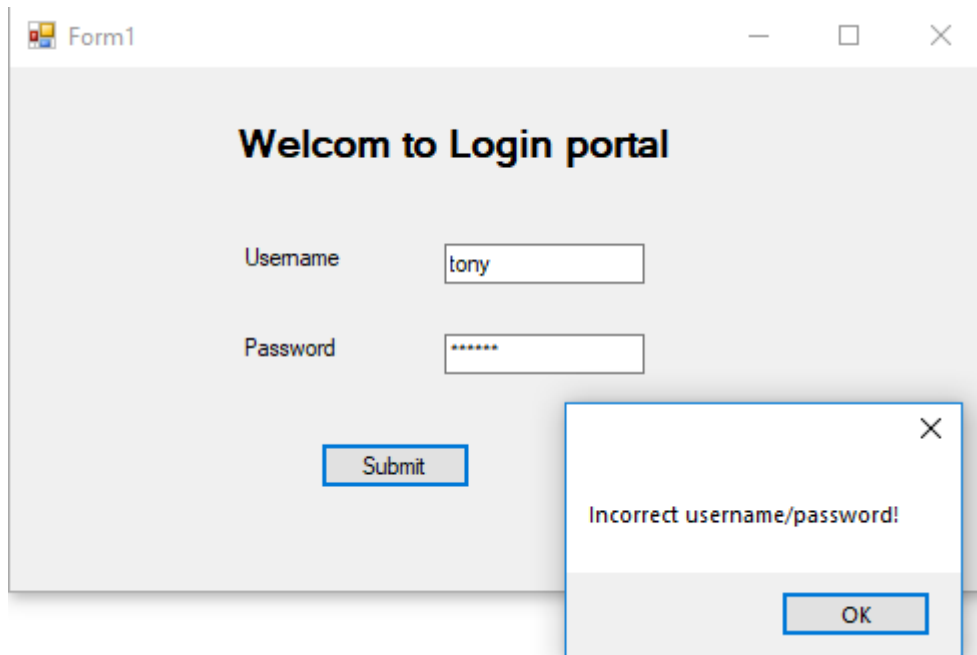 Form1
Welcom to Login portal
Username
tony
Password
******
Submit
Incorrect username/password!
OK